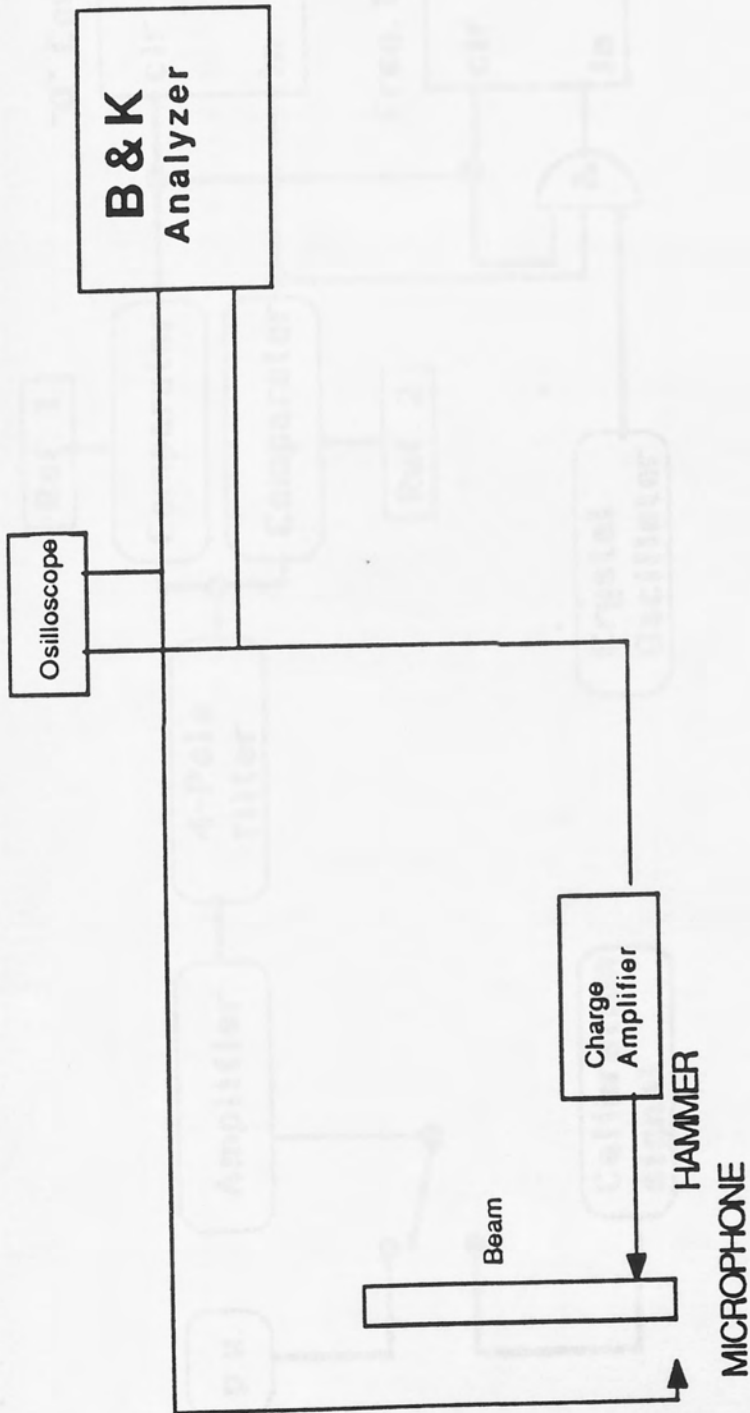 B & K
Analyzer
Osilloscope
Charge
Amplifier
HAMMER
Beam
MICROPHONE